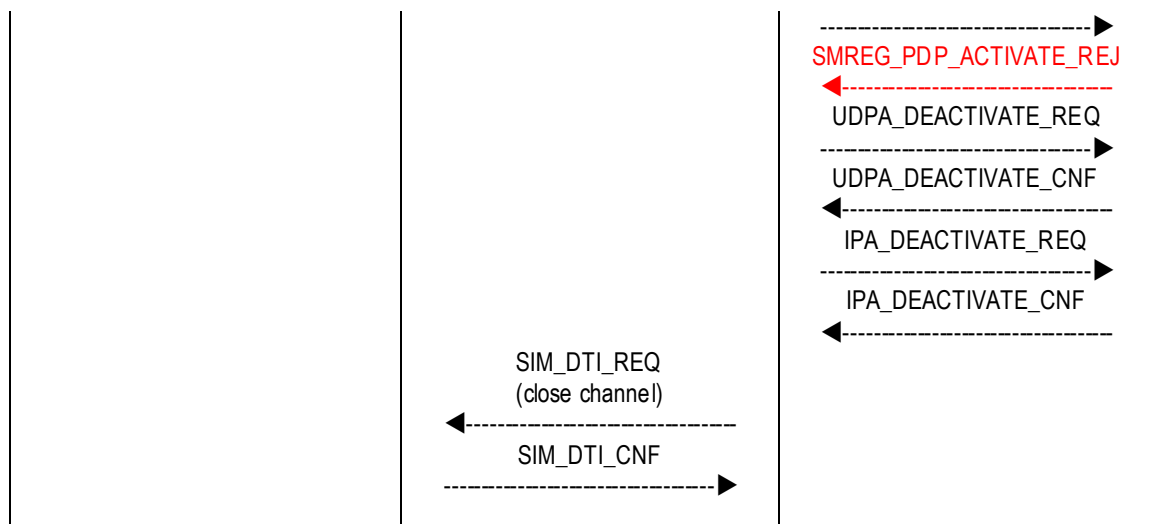 SMREG_PDP_ACTIVATE_REJ
UDPA_DEACTIVATE_REQ
UDPA_DEACTIVATE_CNF
IPA_DEACTIVATE_REQ
IPA_DEACTIVATE_CNF
SIM_DTI_REQ
(close channel)
SIM_DTI_CNF